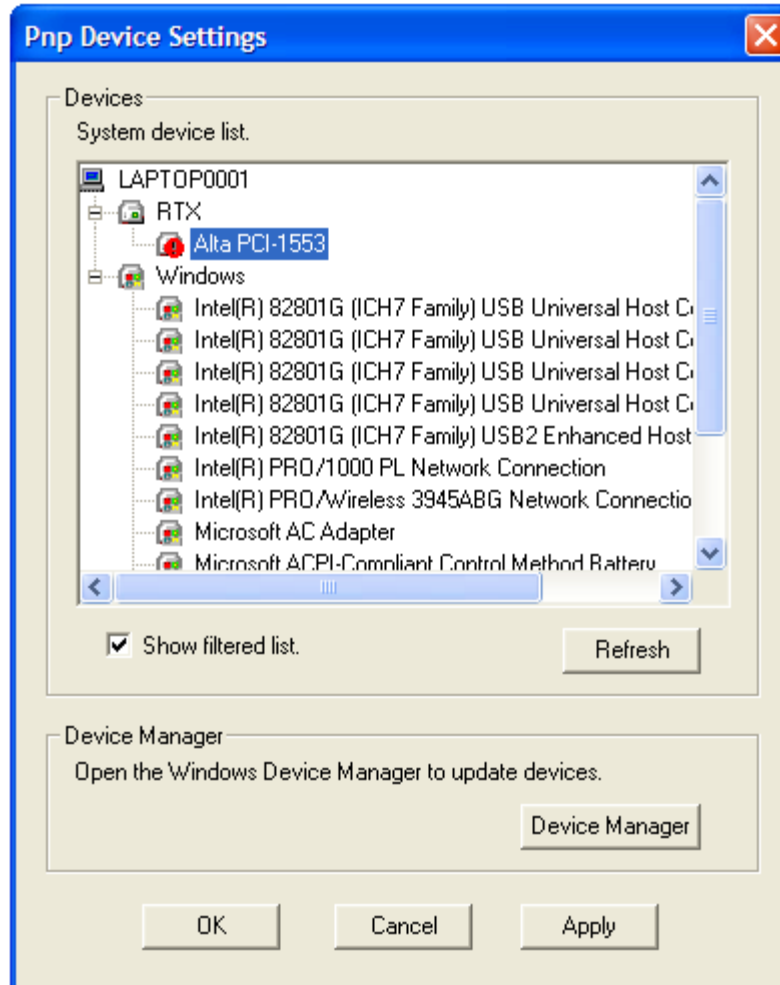 Pnp Device Settings
Devices
System device list.
LAPTOP0001
RTX
Alta PCI-1553
Windows
Intel(R) 82801G (ICH7 Family) USB Universal Host Co
Intel(R) 82801G (ICH7 Family) USB Universal Host Co
Intel(R) 82801G (ICH7 Family) USB Universal Host Co
Intel(R) 82801G (ICH7 Family) USB Universal Host Co
Intel(R) 82801G (ICH7 Family) USB2 Enhanced Host
Intel(R) PRO/1000 PL Network Connection
Intel(R) PRO/Wireless 3945ABG Network Connectio
Microsoft AC Adapter
Microsoft ACPI-Compliant Control Method Battery
Show filtered list.
Refresh
Device Manager
Open the Windows Device Manager to update devices.
Device Manager
OK
Cancel
Apply